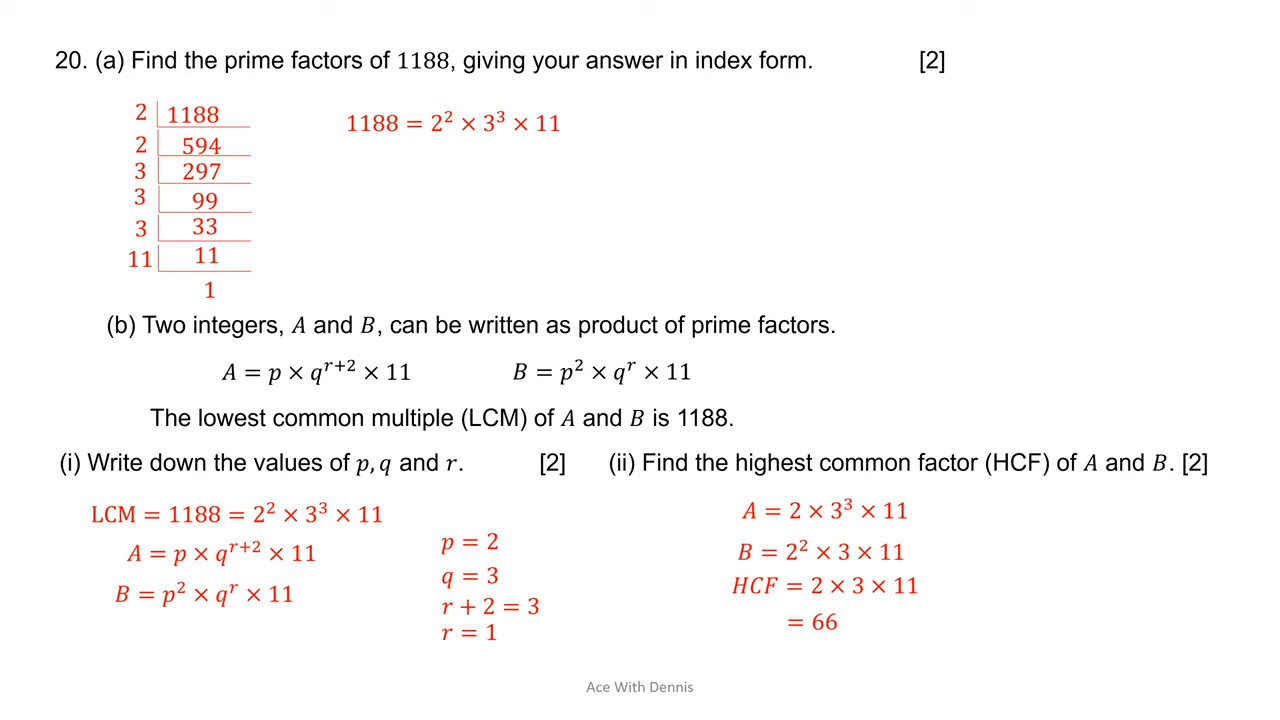 20. (a) Find the prime factors of 1188, giving your answer in index form. [2]
2 1188
1188 = 2² × 3³ × 11
2 594
3 297
3 99
3 33
11 11
1
(b) Two integers, A and B, can be written as product of prime factors.
A = p × q^{r+2} × 11 B = p² × q^r × 11
The lowest common multiple (LCM) of A and B is 1188.
(i) Write down the values of p, q and r. [2]
LCM = 1188 = 2² × 3³ × 11
A = p × q^{r+2} × 11
B = p² × q^r × 11
p = 2
q = 3
r + 2 = 3
r = 1
(ii) Find the highest common factor (HCF) of A and B. [2]
A = 2 × 3³ × 11
B = 2² × 3 × 11
HCF = 2 × 3 × 11
= 66
Ace With Dennis